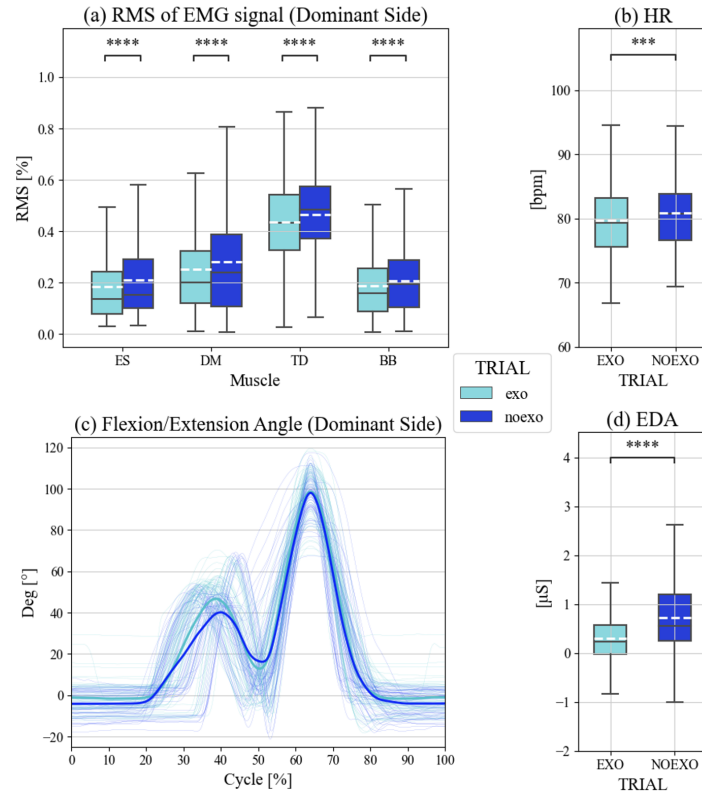 (a) RMS of EMG signal (Dominant Side)
**** **** **** ****
1.0
0.8
0.6
0.4
0.2
0.0
RMS [%]
ES DM TD BB
Muscle
(b) HR
***
100
90
80
70
60
[bpm]
EXO NOEXO
TRIAL
TRIAL
exo
noexo
(c) Flexion/Extension Angle (Dominant Side)
120
100
80
60
40
20
0
−20
Deg [°]
0 10 20 30 40 50 60 70 80 90 100
Cycle [%]
(d) EDA
****
4
3
2
1
0
−1
−2
[μS]
EXO NOEXO
TRIAL